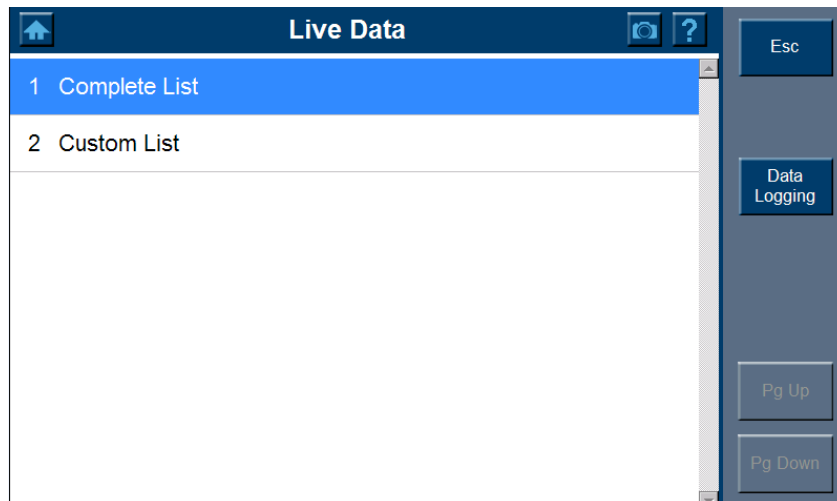 Live Data
?
Esc
1 Complete List
2 Custom List
Data
Logging
Pg Up
Pg Down